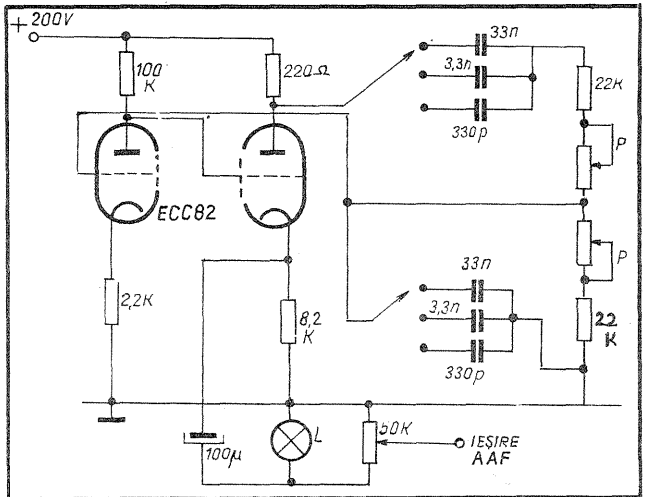 +200V
100
K
220Ω
33n
3,3n
330p
22K
P
ECC82
P
2,2K
8,2
K
33n
3,3n
330p
22
K
100µ
L
50K
IEȘIRE
AAF